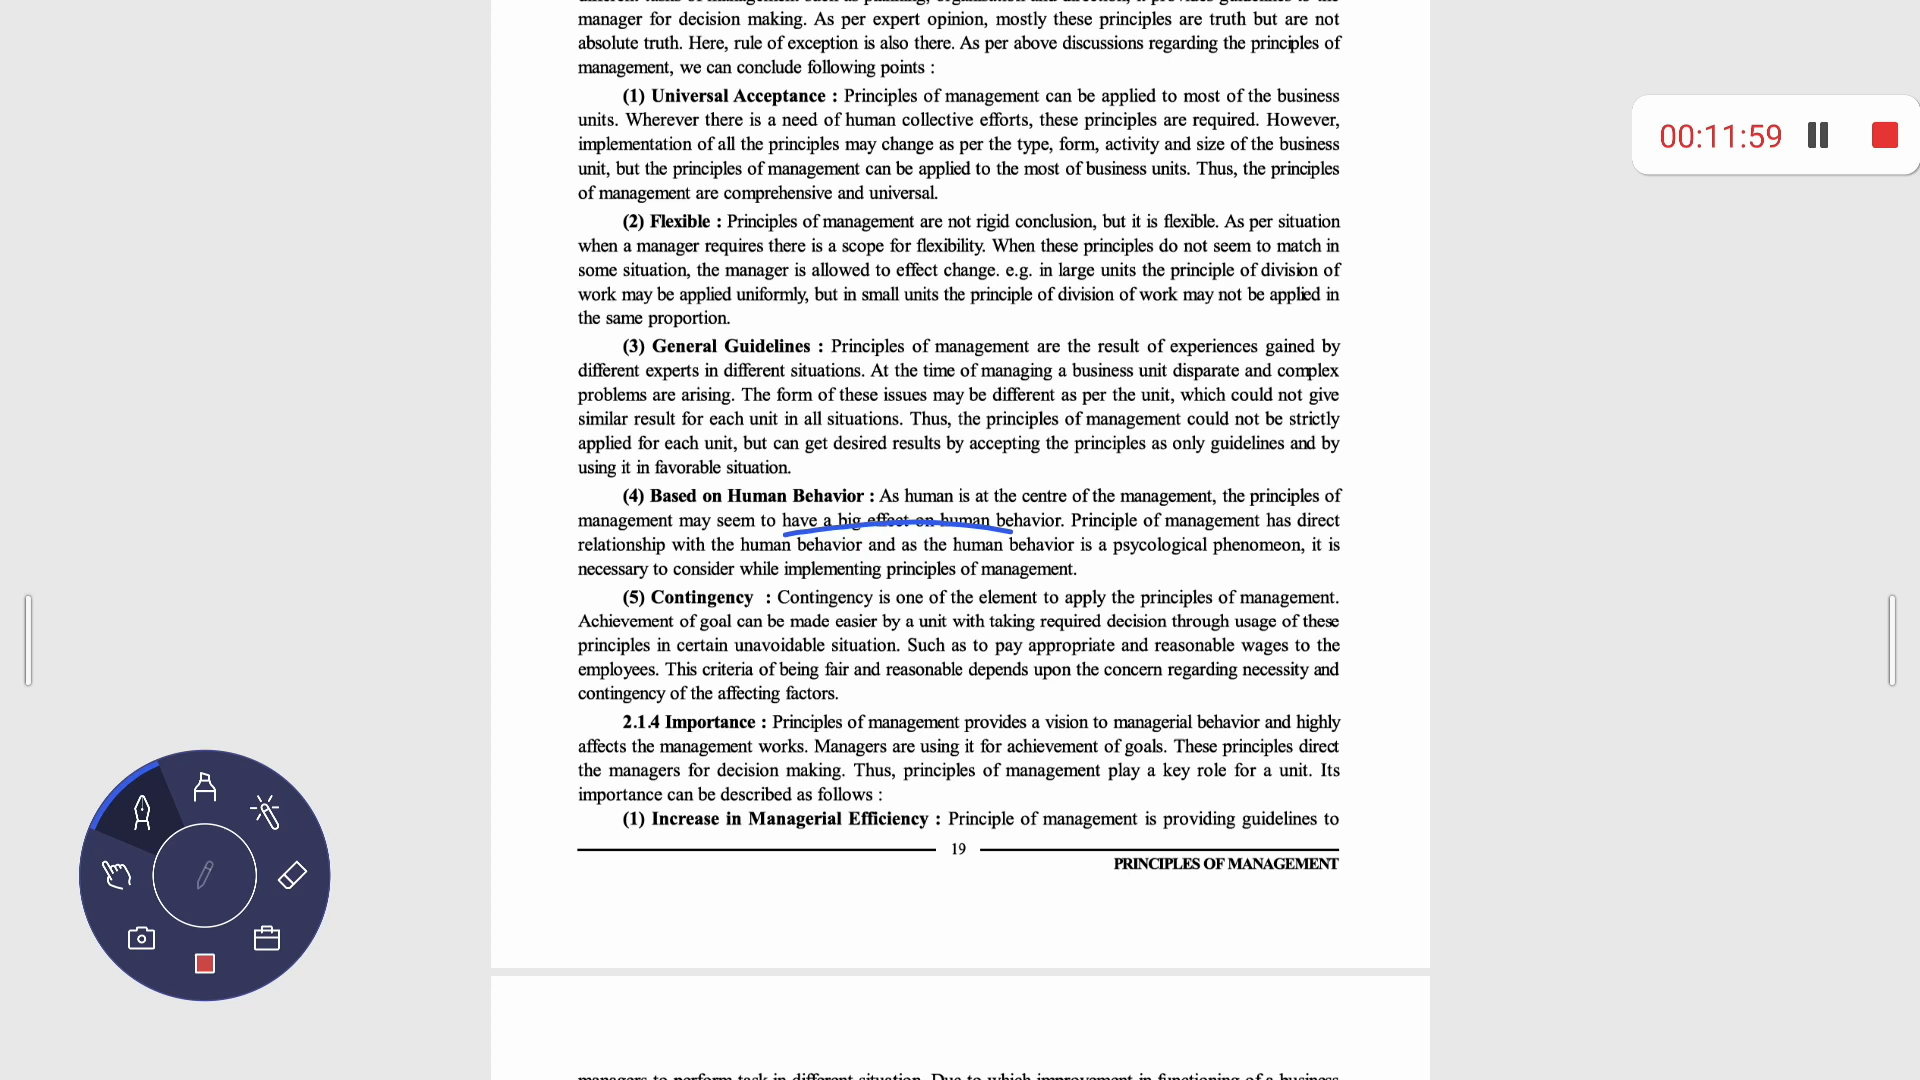 manager for decision making. As per expert opinion, mostly these principles are truth but are not
absolute truth. Here, rule of exception is also there. As per above discussions regarding the principles of
management, we can conclude following points :
(1) Universal Acceptance : Principles of management can be applied to most of the business
units. Wherever there is a need of human collective efforts, these principles are required. However,
implementation of all the principles may change as per the type, form, activity and size of the business
unit, but the principles of management can be applied to the most of business units. Thus, the principles
of management are comprehensive and universal.
(2) Flexible : Principles of management are not rigid conclusion, but it is flexible. As per situation
when a manager requires there is a scope for flexibility. When these principles do not seem to match in
some situation, the manager is allowed to effect change. e.g. in large units the principle of division of
work may be applied uniformly, but in small units the principle of division of work may not be applied in
the same proportion.
(3) General Guidelines : Principles of management are the result of experiences gained by
different experts in different situations. At the time of managing a business unit disparate and complex
problems are arising. The form of these issues may be different as per the unit, which could not give
similar result for each unit in all situations. Thus, the principles of management could not be strictly
applied for each unit, but can get desired results by accepting the principles as only guidelines and by
using it in favorable situation.
(4) Based on Human Behavior : As human is at the centre of the management, the principles of
management may seem to have a big effect on human behavior. Principle of management has direct
relationship with the human behavior and as the human behavior is a psycological phenomeon, it is
necessary to consider while implementing principles of management.
(5) Contingency : Contingency is one of the element to apply the principles of management.
Achievement of goal can be made easier by a unit with taking required decision through usage of these
principles in certain unavoidable situation. Such as to pay appropriate and reasonable wages to the
employees. This criteria of being fair and reasonable depends upon the concern regarding necessity and
contingency of the affecting factors.
2.1.4 Importance : Principles of management provides a vision to managerial behavior and highly
affects the management works. Managers are using it for achievement of goals. These principles direct
the managers for decision making. Thus, principles of management play a key role for a unit. Its
importance can be described as follows :
(1) Increase in Managerial Efficiency : Principle of management is providing guidelines to
19
PRINCIPLES OF MANAGEMENT
00:11:59